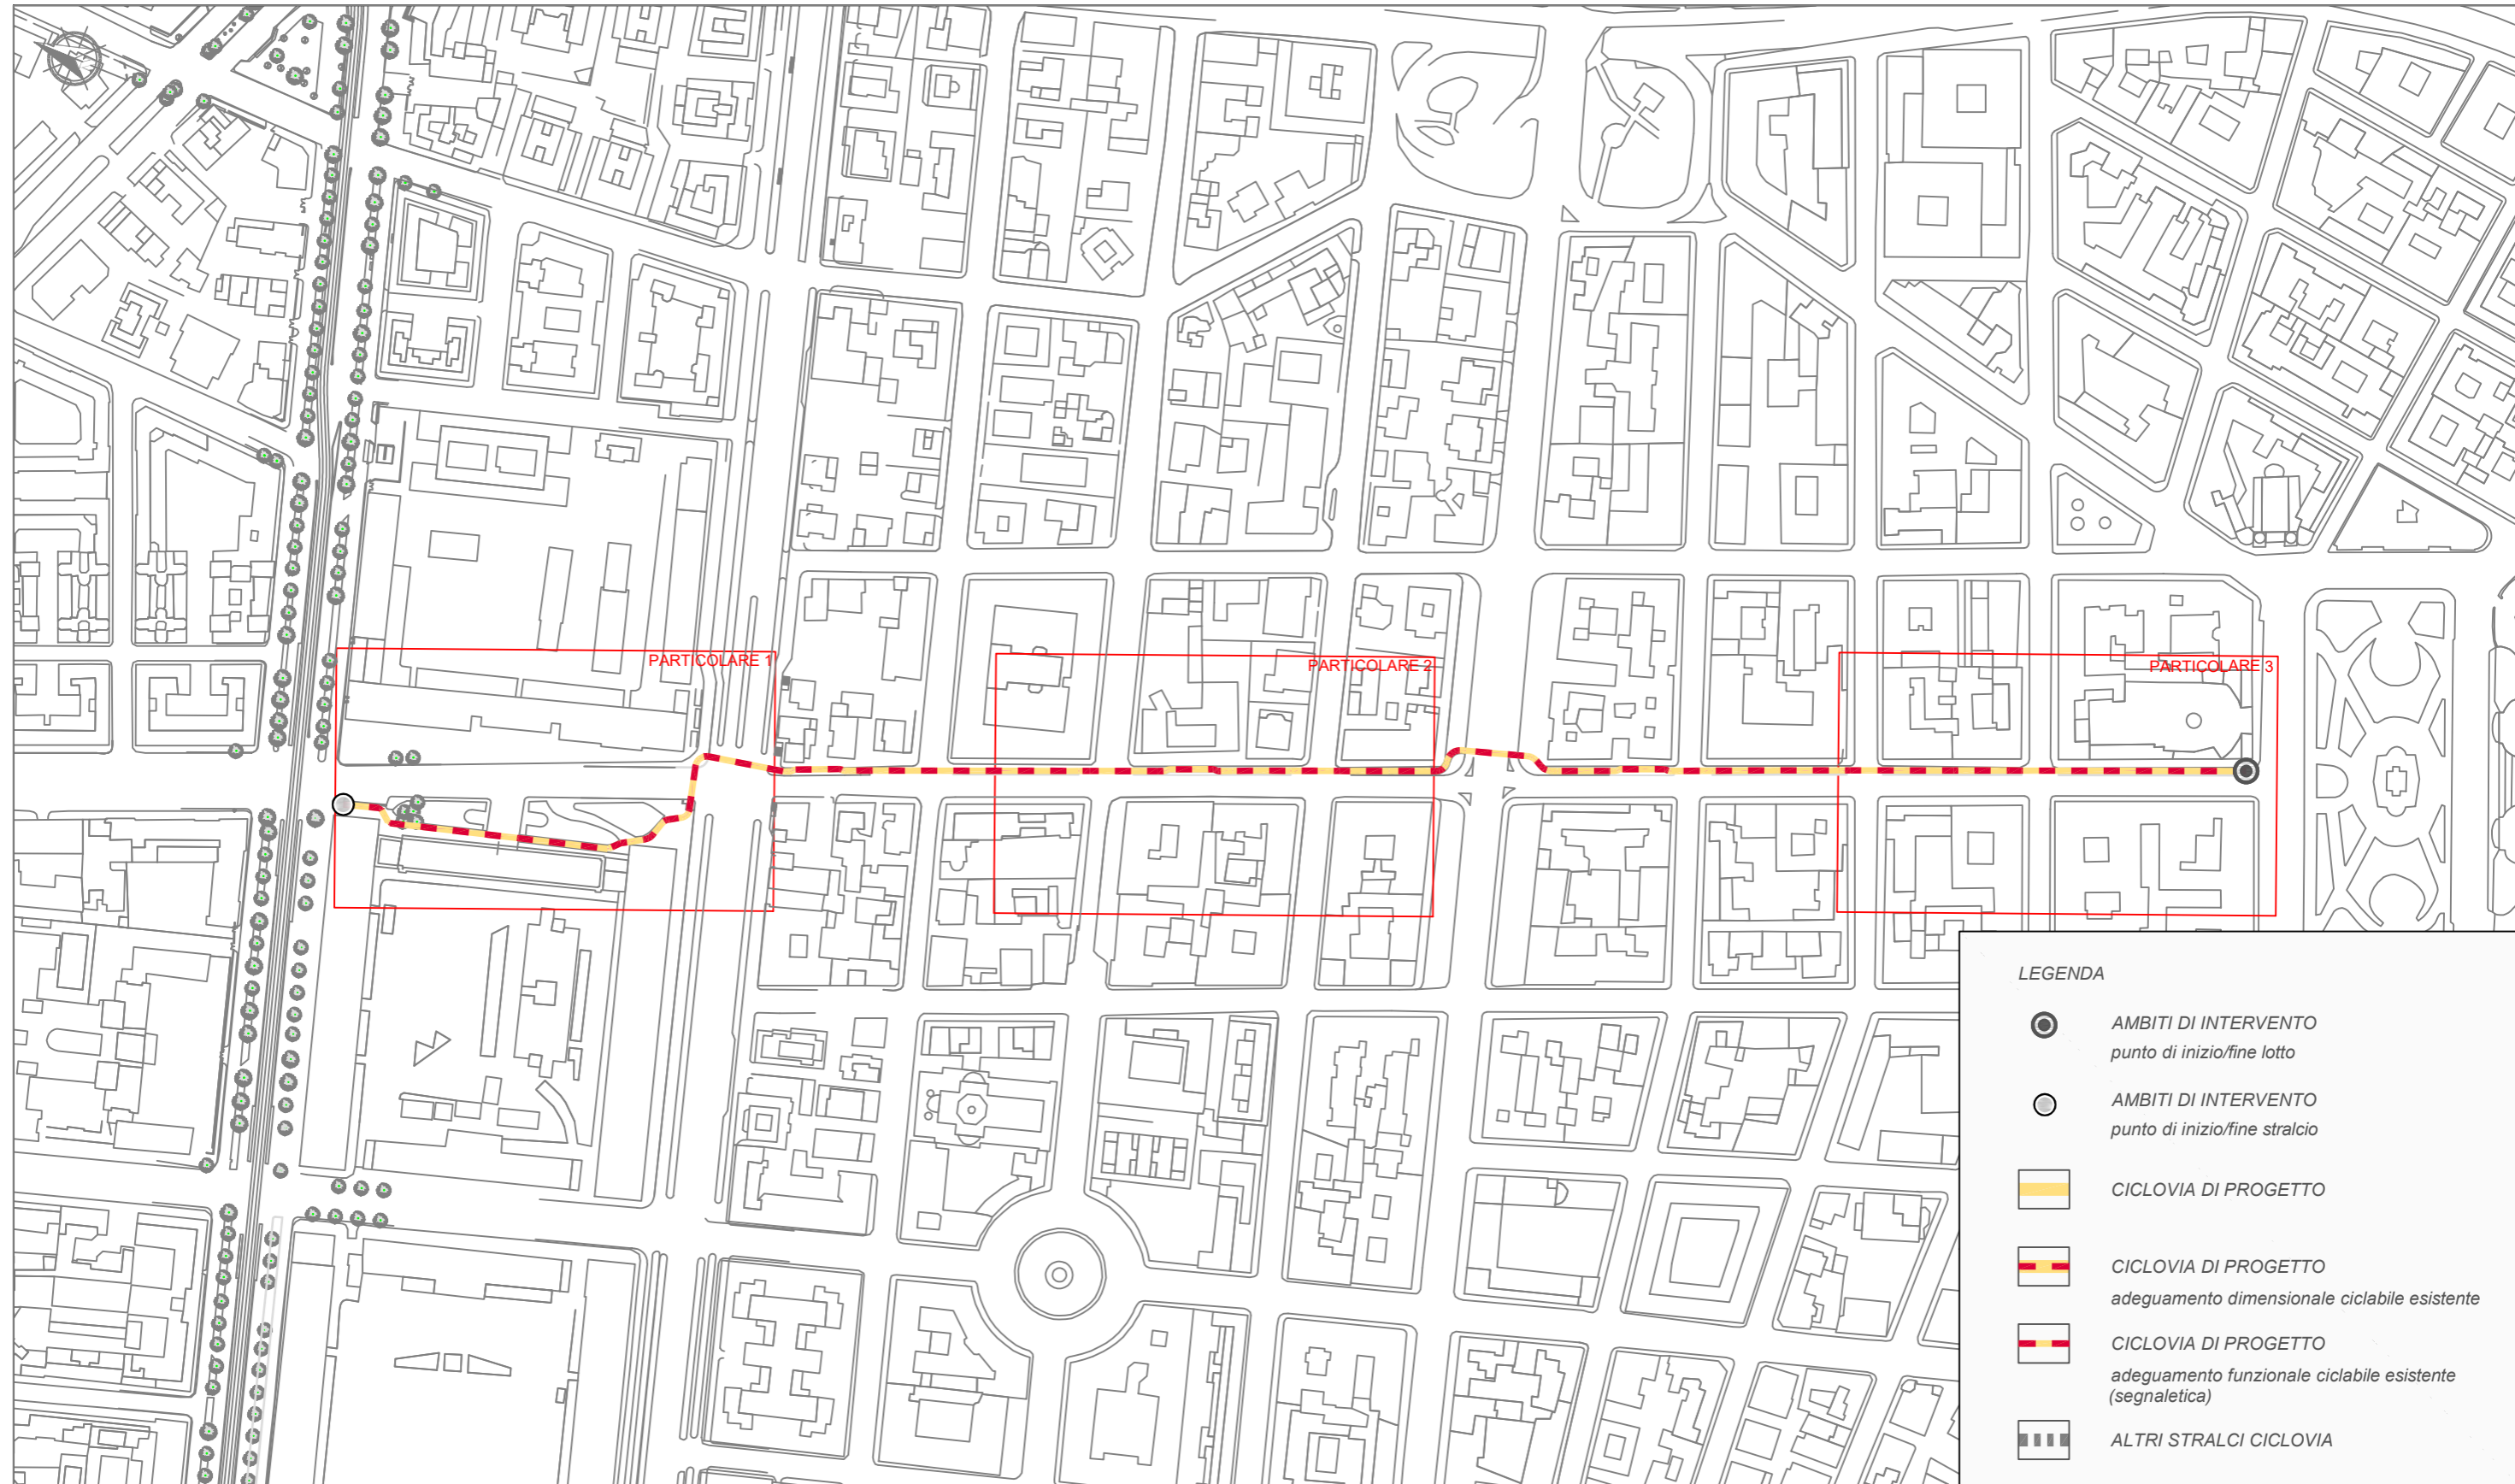 PARTICOLARE 1
PARTICOLARE 2
PARTICOLARE 3
LEGENDA
AMBITI DI INTERVENTO
punto di inizio/fine lotto
AMBITI DI INTERVENTO
punto di inizio/fine stralcio
CICLOVIA DI PROGETTO
CICLOVIA DI PROGETTO
adeguamento dimensionale ciclabile esistente
CICLOVIA DI PROGETTO
adeguamento funzionale ciclabile esistente
(segnaletica)
ALTRI STRALCI CICLOVIA